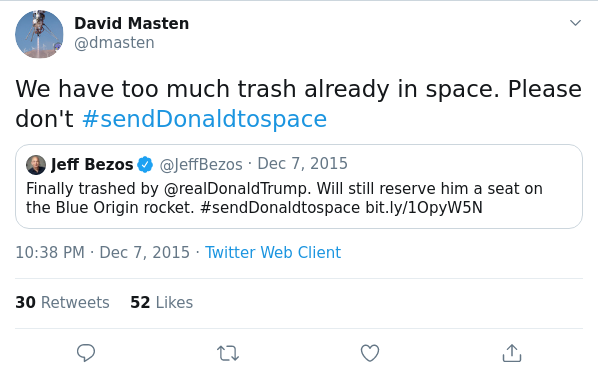 David Masten
@dmasten
We have too much trash already in space. Please
don't #sendDonaldtospace
Jeff Bezos @JeffBezos · Dec 7, 2015
Finally trashed by @realDonaldTrump. Will still reserve him a seat on
the Blue Origin rocket. #sendDonaldtospace bit.ly/1OpyW5N
10:38 PM · Dec 7, 2015 · Twitter Web Client
30 Retweets 52 Likes